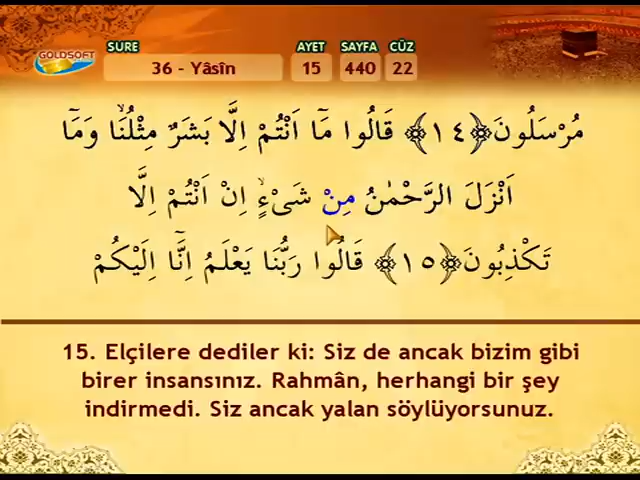 GOLDSOFT
SURE AYET SAYFA CÜZ
36 - Yâsîn 15 440 22
مُرْسَلُونَ ﴿١٤﴾ قَالُوا مَٓا اَنْتُمْ اِلَّا بَشَرٌ مِثْلُنَاۙ وَمَٓا
اَنْزَلَ الرَّحْمٰنُ مِنْ شَيْءٍۙ اِنْ اَنْتُمْ اِلَّا
تَكْذِبُونَ ﴿١٥﴾ قَالُوا رَبُّنَا يَعْلَمُ اِنَّٓا اِلَيْكُمْ
15. Elçilere dediler ki: Siz de ancak bizim gibi
birer insansınız. Rahmân, herhangi bir şey
indirmedi. Siz ancak yalan söylüyorsunuz.